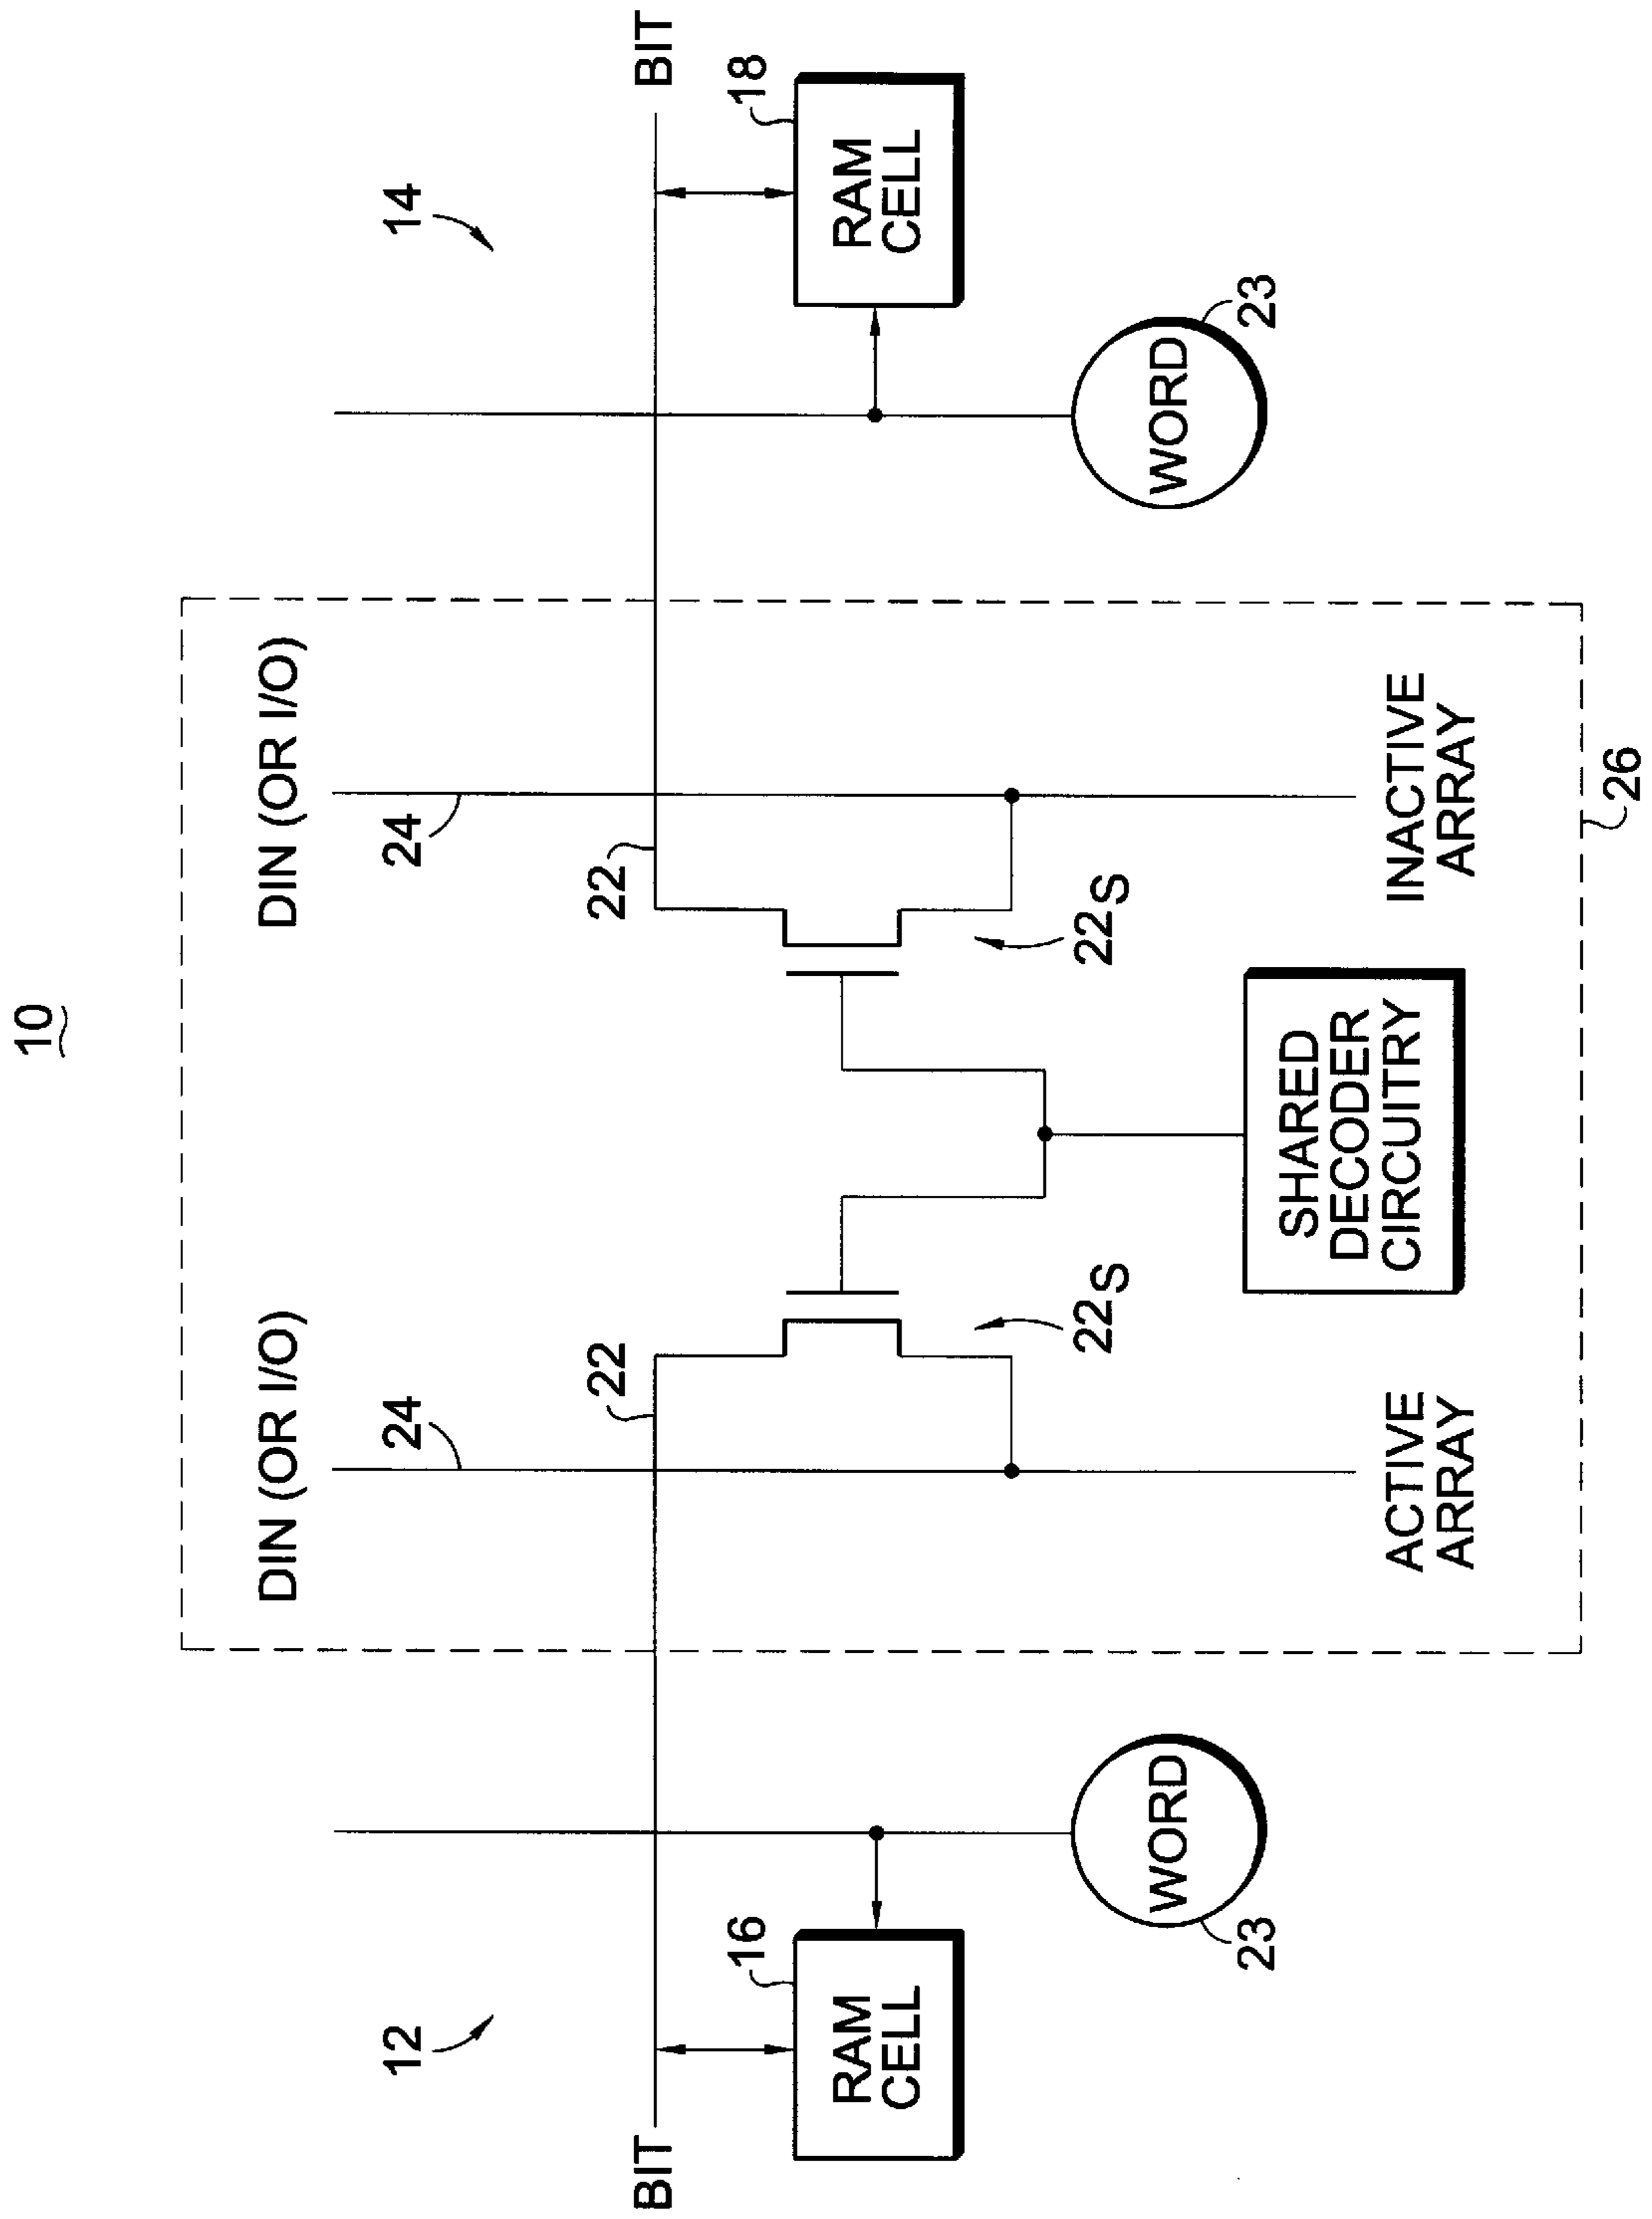 10
12
14
DIN (OR I/O)
DIN (OR I/O)
24
24
22
22
BIT
BIT
16
RAM
CELL
18
RAM
CELL
22S
22S
WORD
23
WORD
23
SHARED
DECODER
CIRCUITRY
ACTIVE
ARRAY
INACTIVE
ARRAY
26